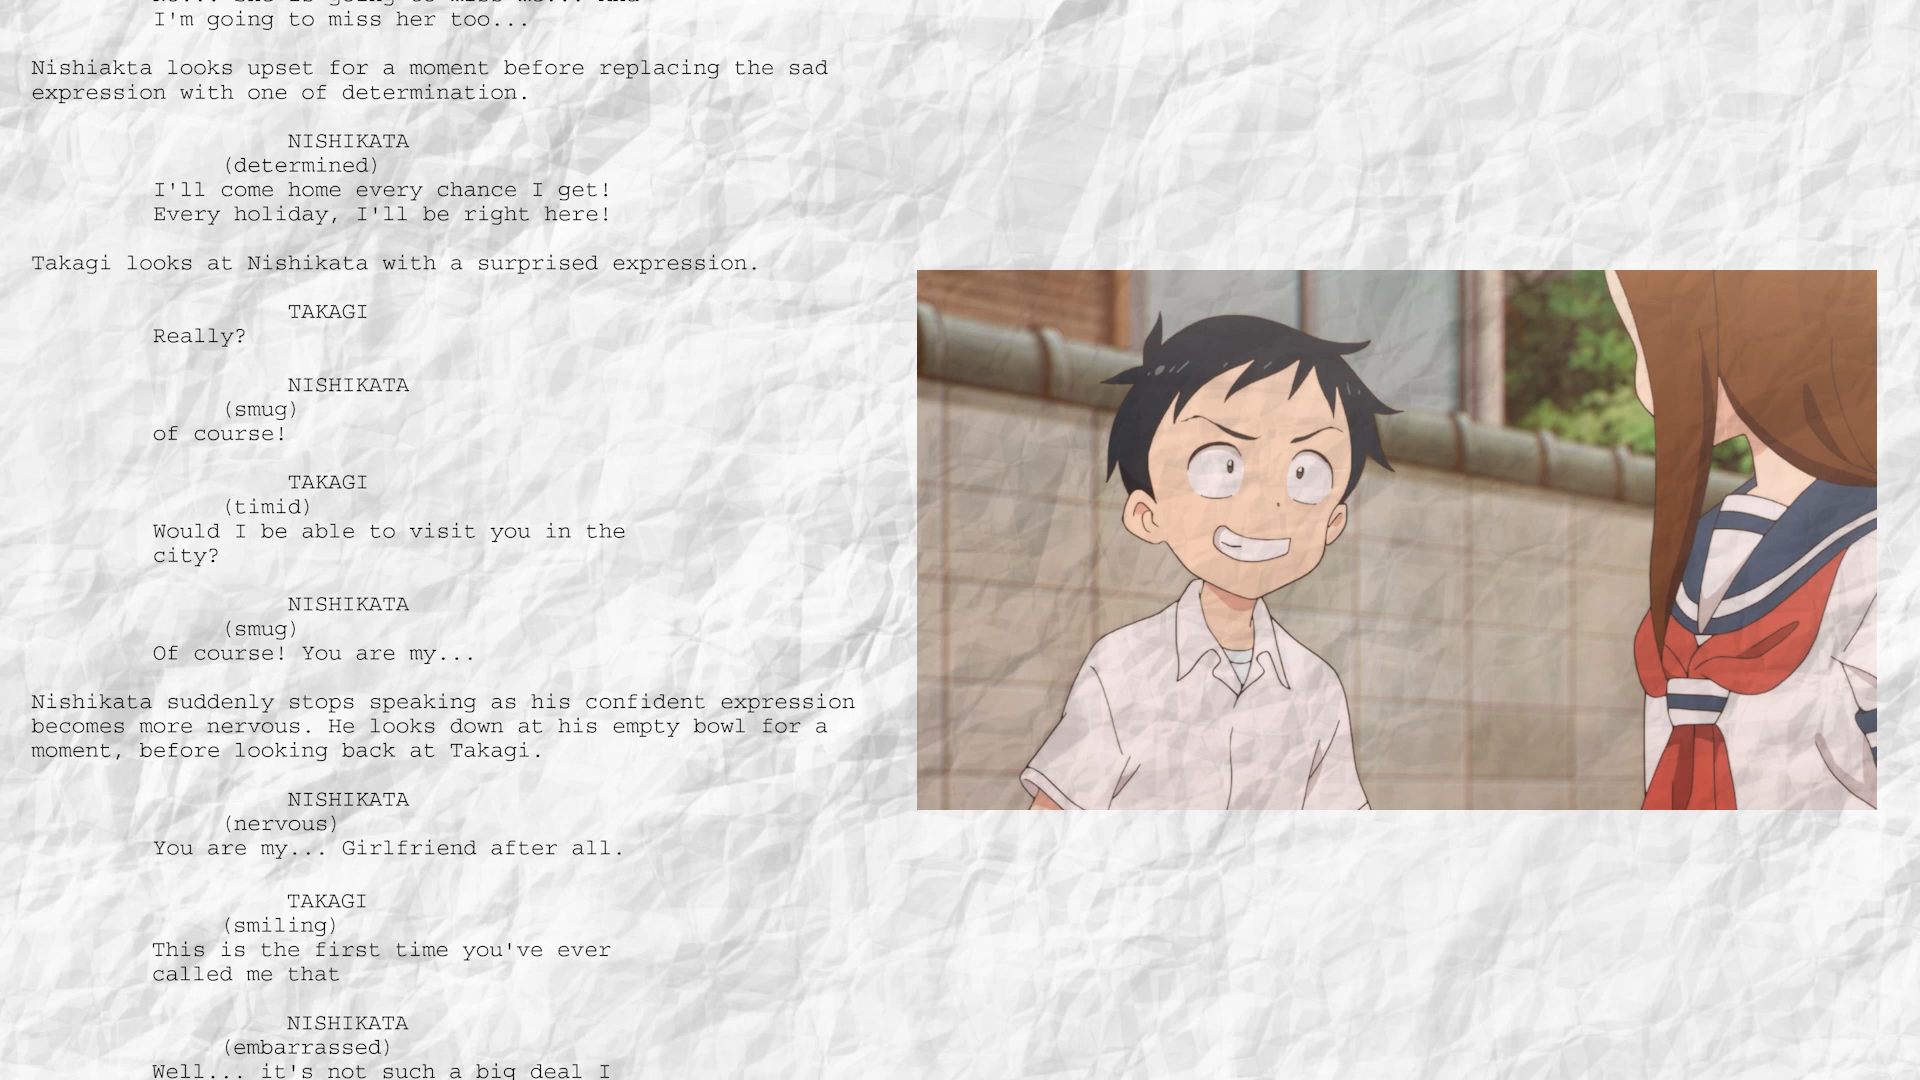 I'm going to miss her too...
Nishiakta looks upset for a moment before replacing the sad
expression with one of determination.
NISHIKATA
(determined)
I'll come home every chance I get!
Every holiday, I'll be right here!
Takagi looks at Nishikata with a surprised expression.
TAKAGI
Really?
NISHIKATA
(smug)
of course!
TAKAGI
(timid)
Would I be able to visit you in the
city?
NISHIKATA
(smug)
Of course! You are my...
Nishikata suddenly stops speaking as his confident expression
becomes more nervous. He looks down at his empty bowl for a
moment, before looking back at Takagi.
NISHIKATA
(nervous)
You are my... Girlfriend after all.
TAKAGI
(smiling)
This is the first time you've ever
called me that
NISHIKATA
(embarrassed)
Well... it's not such a big deal I